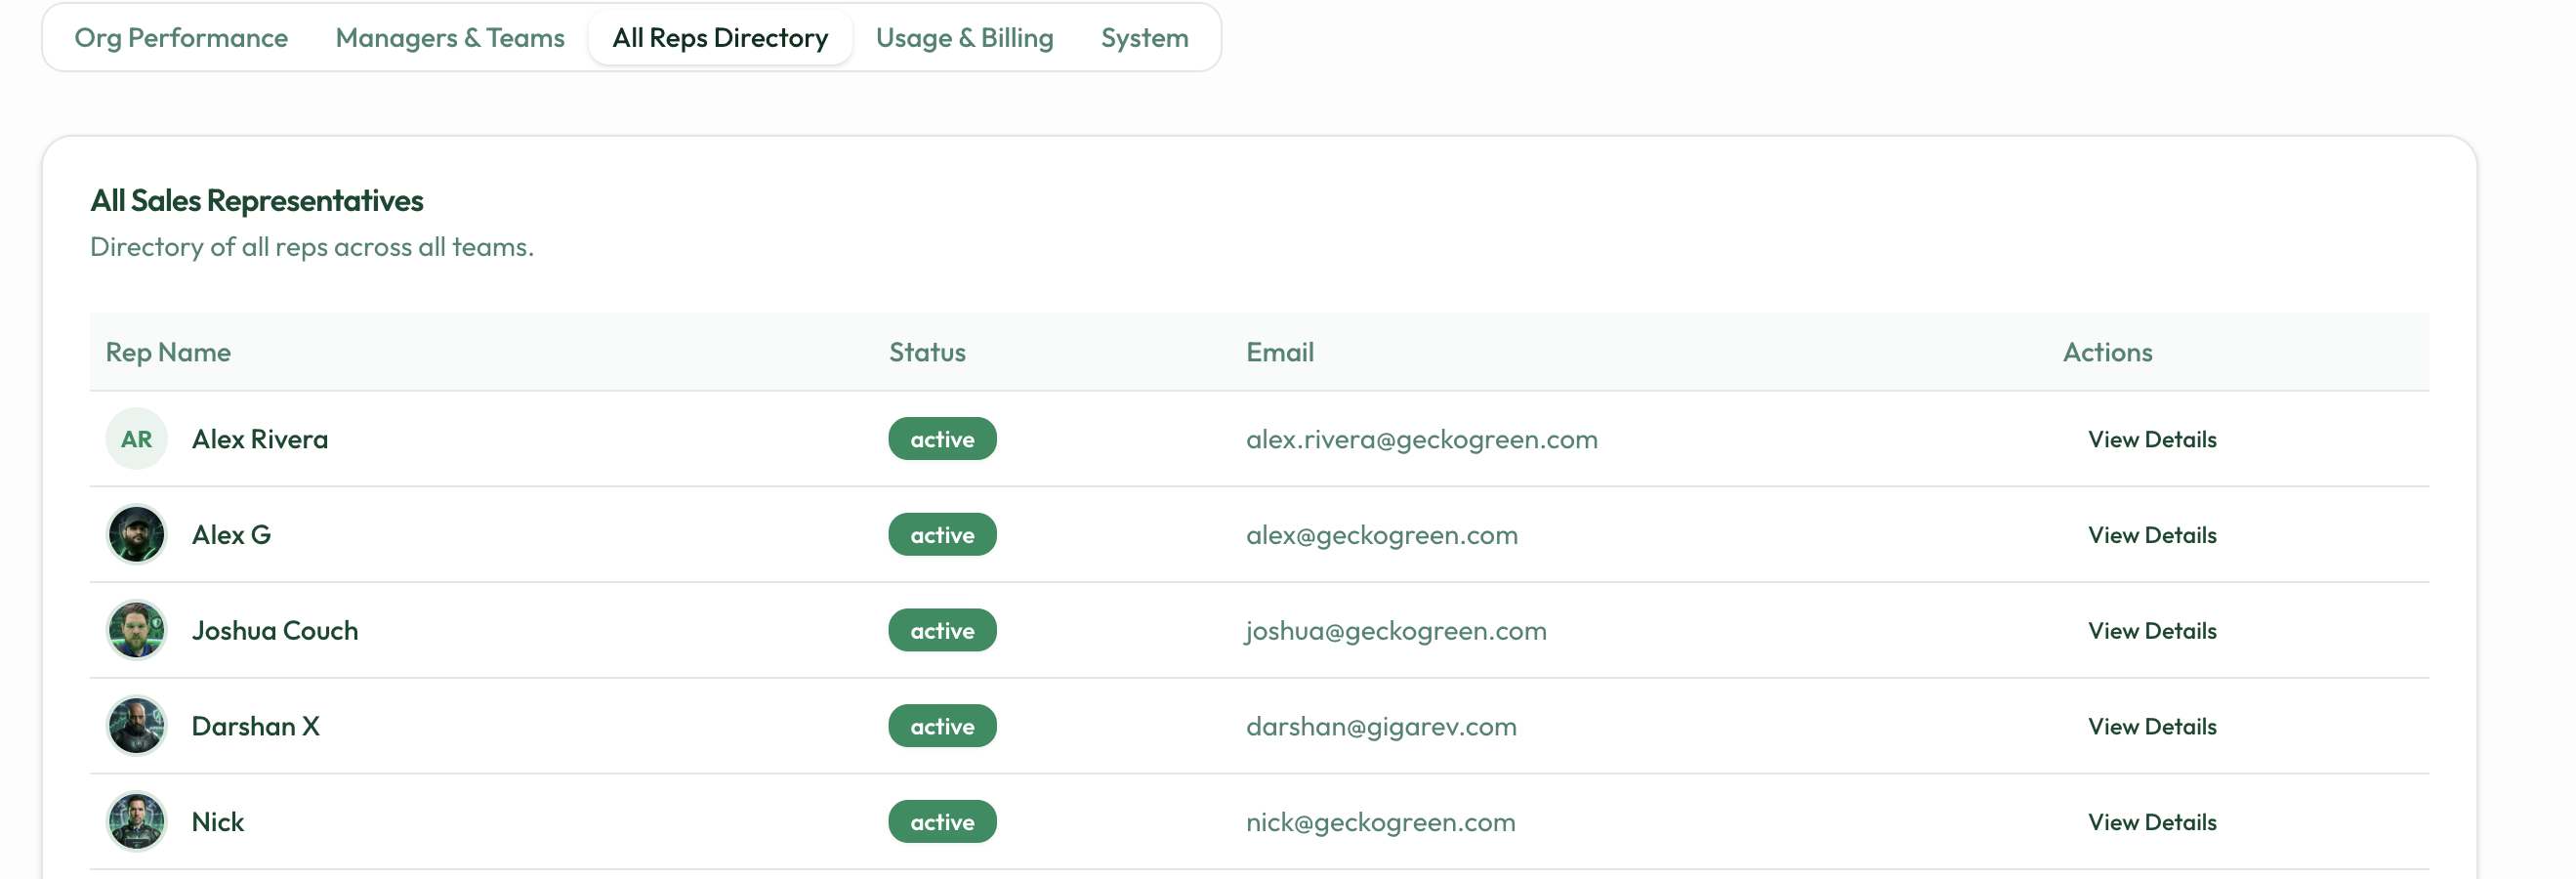 Org Performance Managers & Teams All Reps Directory Usage & Billing System
All Sales Representatives
Directory of all reps across all teams.
Rep Name Status Email Actions
AR Alex Rivera active alex.rivera@geckogreen.com View Details
Alex G active alex@geckogreen.com View Details
Joshua Couch active joshua@geckogreen.com View Details
Darshan X active darshan@gigarev.com View Details
Nick active nick@geckogreen.com View Details